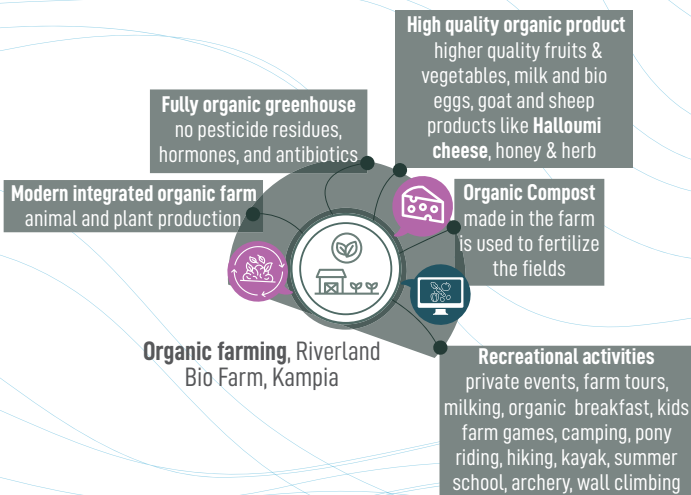 High quality organic product
higher quality fruits &
vegetables, milk and bio
eggs, goat and sheep
products like Halloumi
cheese, honey & herb
Fully organic greenhouse
no pesticide residues,
hormones, and antibiotics
Modern integrated organic farm
animal and plant production
Organic Compost
made in the farm
is used to fertilize
the fields
Organic farming, Riverland
Bio Farm, Kampia
Recreational activities
private events, farm tours,
milking, organic breakfast, kids
farm games, camping, pony
riding, hiking, kayak, summer
school, archery, wall climbing